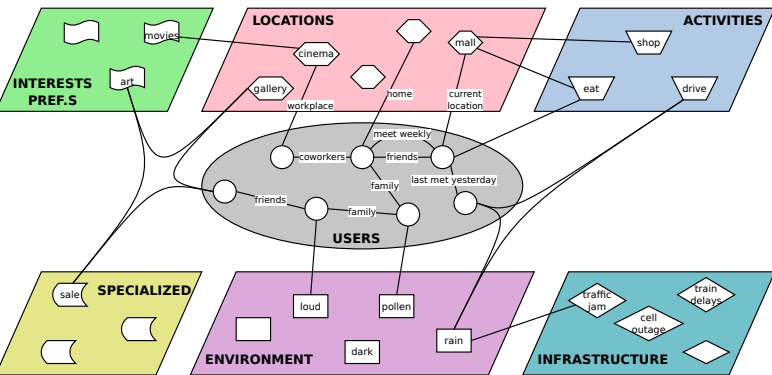 LOCATIONS
ACTIVITIES
movies
cinema
mall
shop
INTERESTS
PREF.S
art
gallery
workplace
home
current
location
eat
drive
meet weekly
coworkers
friends
last met yesterday
family
friends
family
USERS
sale
SPECIALIZED
loud
pollen
rain
dark
ENVIRONMENT
traffic
jam
train
delays
cell
outage
INFRASTRUCTURE